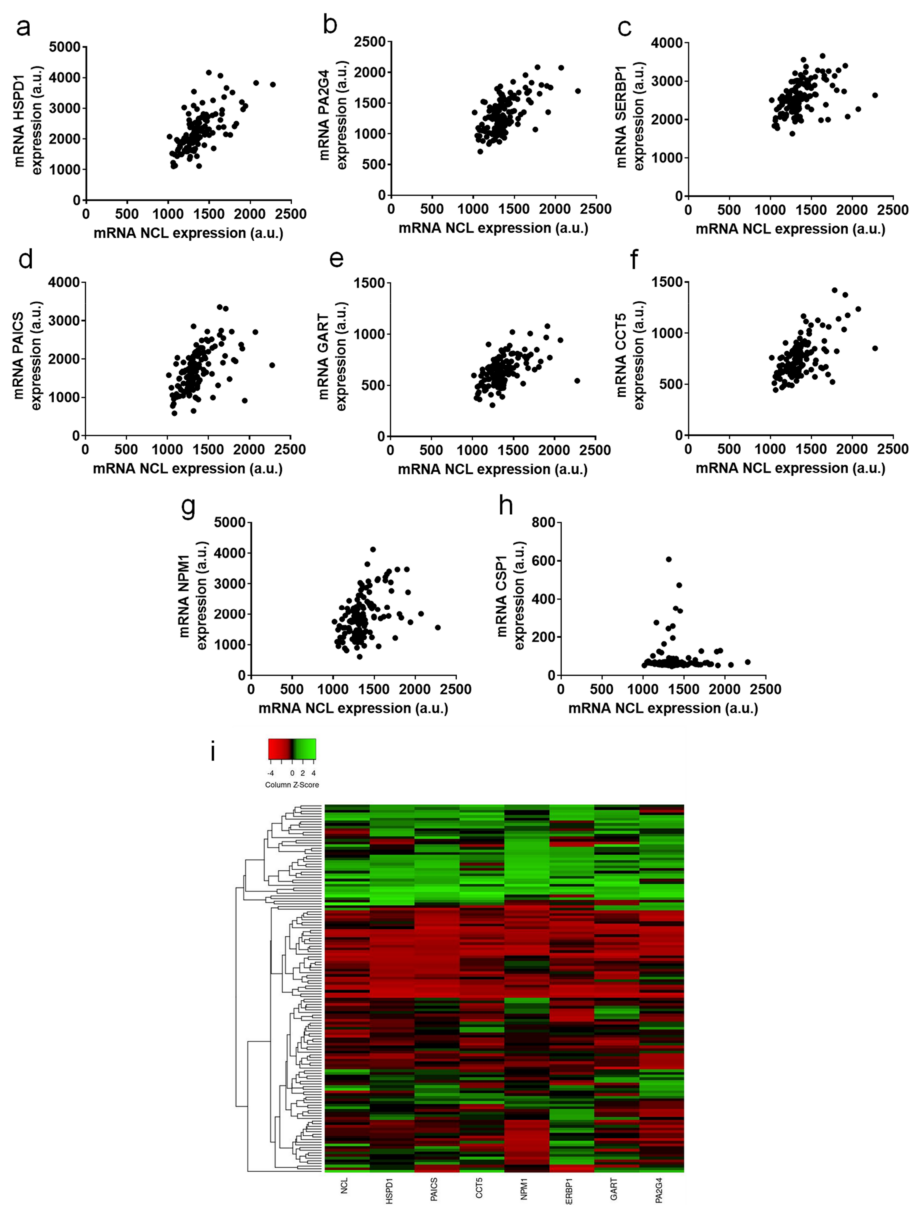 a
mRNA HSPD1
expression (a.u.)
5000
4000
3000
2000
1000
0
0 500 1000 1500 2000 2500
mRNA NCL expression (a.u.)
b
mRNA PA2G4
expression (a.u.)
2500
2000
1500
1000
500
0
0 500 1000 1500 2000 2500
mRNA NCL expression (a.u.)
c
mRNA SERBP1
expression (a.u.)
4000
3000
2000
1000
0
0 500 1000 1500 2000 2500
mRNA NCL expression (a.u.)
d
mRNA PAICS
expression (a.u.)
4000
3000
2000
1000
0
0 500 1000 1500 2000 2500
mRNA NCL expression (a.u.)
e
mRNA GART
expression (a.u.)
1500
1000
500
0
0 500 1000 1500 2000 2500
mRNA NCL expression (a.u.)
f
mRNA CCT5
expression (a.u.)
1500
1000
500
0
0 500 1000 1500 2000 2500
mRNA NCL expression (a.u.)
g
mRNA NPM1
expression (a.u.)
5000
4000
3000
2000
1000
0
0 500 1000 1500 2000 2500
mRNA NCL expression (a.u.)
h
mRNA CSP1
expression (a.u.)
800
600
400
200
0
0 500 1000 1500 2000 2500
mRNA NCL expression (a.u.)
i
-4 0 2 4
Column Z-Score
NCL
HSPD1
PAICS
CCT5
NPM1
ERBP1
GART
PA2G4